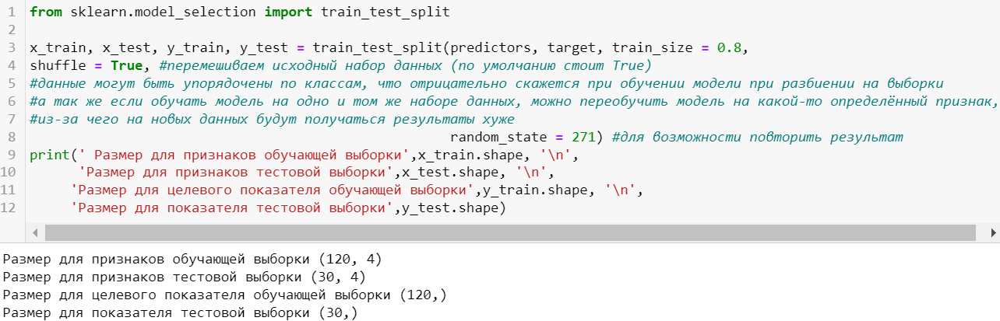 1 from sklearn.model_selection import train_test_split
2
3 x_train, x_test, y_train, y_test = train_test_split(predictors, target, train_size = 0.8,
4 shuffle = True, #перемешиваем исходный набор данных (по умолчанию стоит True)
5 #данные могут быть упорядочены по классам, что отрицательно скажется при обучении модели при разбиении на выборки
6 #а так же если обучать модель на одно и том же наборе данных, можно переобучить модель на какой-то определённый признак,
7 #из-за чего на новых данных будут получаться результаты хуже
8 random_state = 271) #для возможности повторить результат
9 print(' Размер для признаков обучающей выборки',x_train.shape, '\n',
10 'Размер для признаков тестовой выборки',x_test.shape, '\n',
11 'Размер для целевого показателя обучающей выборки',y_train.shape, '\n',
12 'Размер для показателя тестовой выборки',y_test.shape)
Размер для признаков обучающей выборки (120, 4)
Размер для признаков тестовой выборки (30, 4)
Размер для целевого показателя обучающей выборки (120,)
Размер для показателя тестовой выборки (30,)